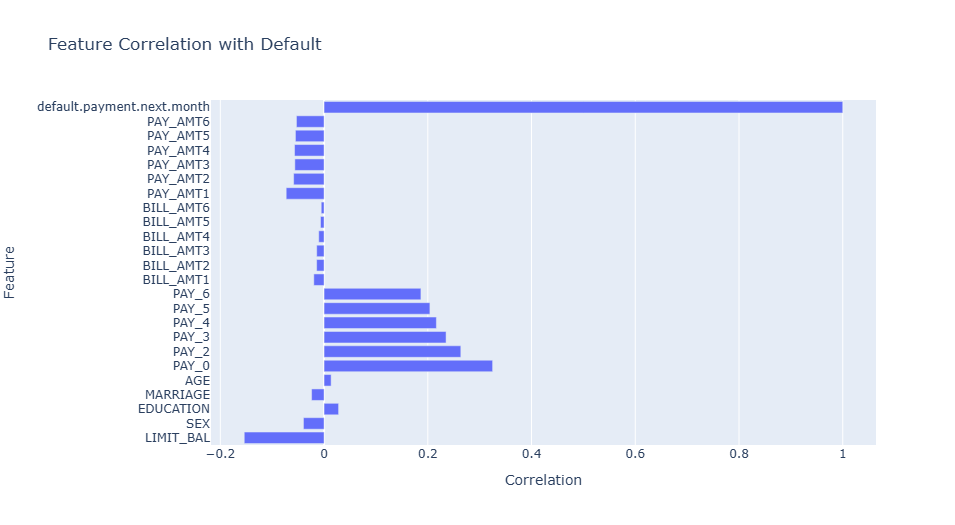 Feature Correlation with Default
default.payment.next.month
PAY_AMT6
PAY_AMT5
PAY_AMT4
PAY_AMT3
PAY_AMT2
PAY_AMT1
BILL_AMT6
BILL_AMT5
BILL_AMT4
BILL_AMT3
BILL_AMT2
BILL_AMT1
PAY_6
PAY_5
PAY_4
PAY_3
PAY_2
PAY_0
AGE
MARRIAGE
EDUCATION
SEX
LIMIT_BAL
Feature
−0.2 0 0.2 0.4 0.6 0.8 1
Correlation